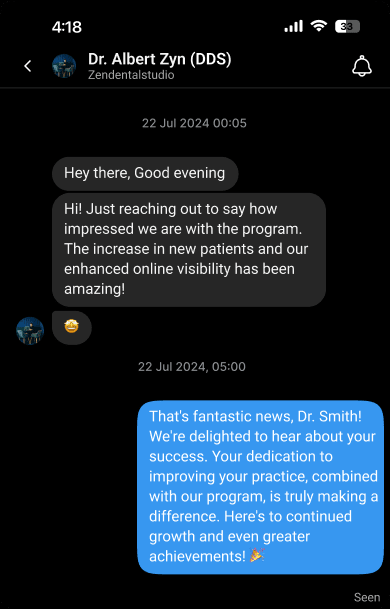 4:18
33
Dr. Albert Zyn (DDS)
Zendentalstudio
22 Jul 2024 00:05
Hey there, Good evening
Hi! Just reaching out to say how
impressed we are with the program.
The increase in new patients and our
enhanced online visibility has been
amazing!
🤩
22 Jul 2024, 05:00
That's fantastic news, Dr. Smith!
We're delighted to hear about your
success. Your dedication to
improving your practice, combined
with our program, is truly making a
difference. Here's to continued
growth and even greater
achievements! 🎉
Seen